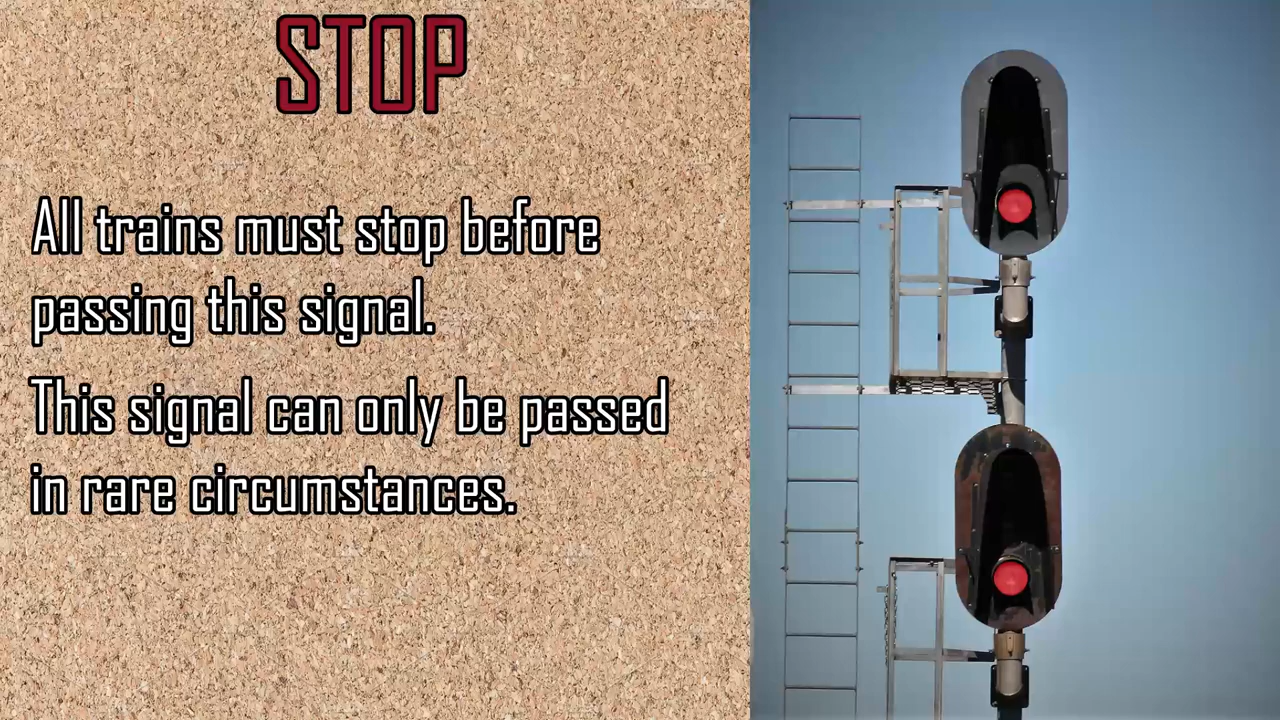 STOP
All trains must stop before
passing this signal.
This signal can only be passed
in rare circumstances.